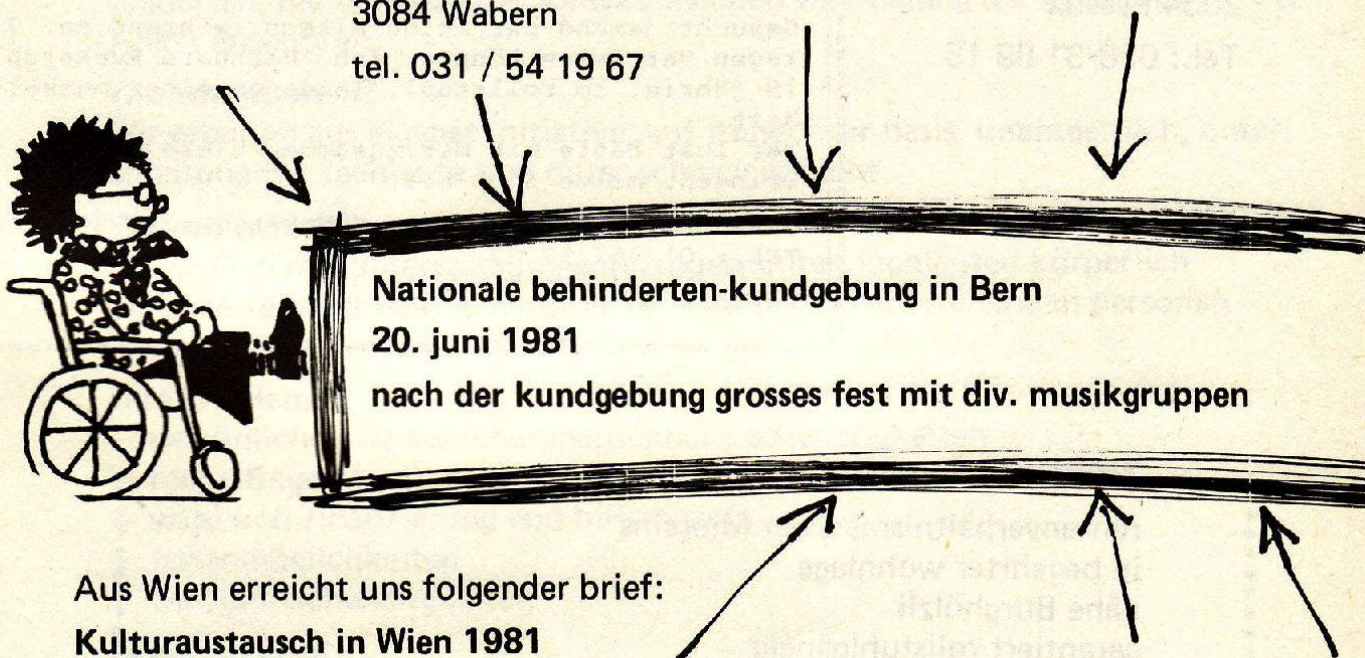 3084 Wabern
tel. 031 / 54 19 67
Nationale behinderten-kundgebung in Bern
20. juni 1981
nach der kundgebung grosses fest mit div. musikgruppen
Aus Wien erreicht uns folgender brief:
Kulturaustausch in Wien 1981